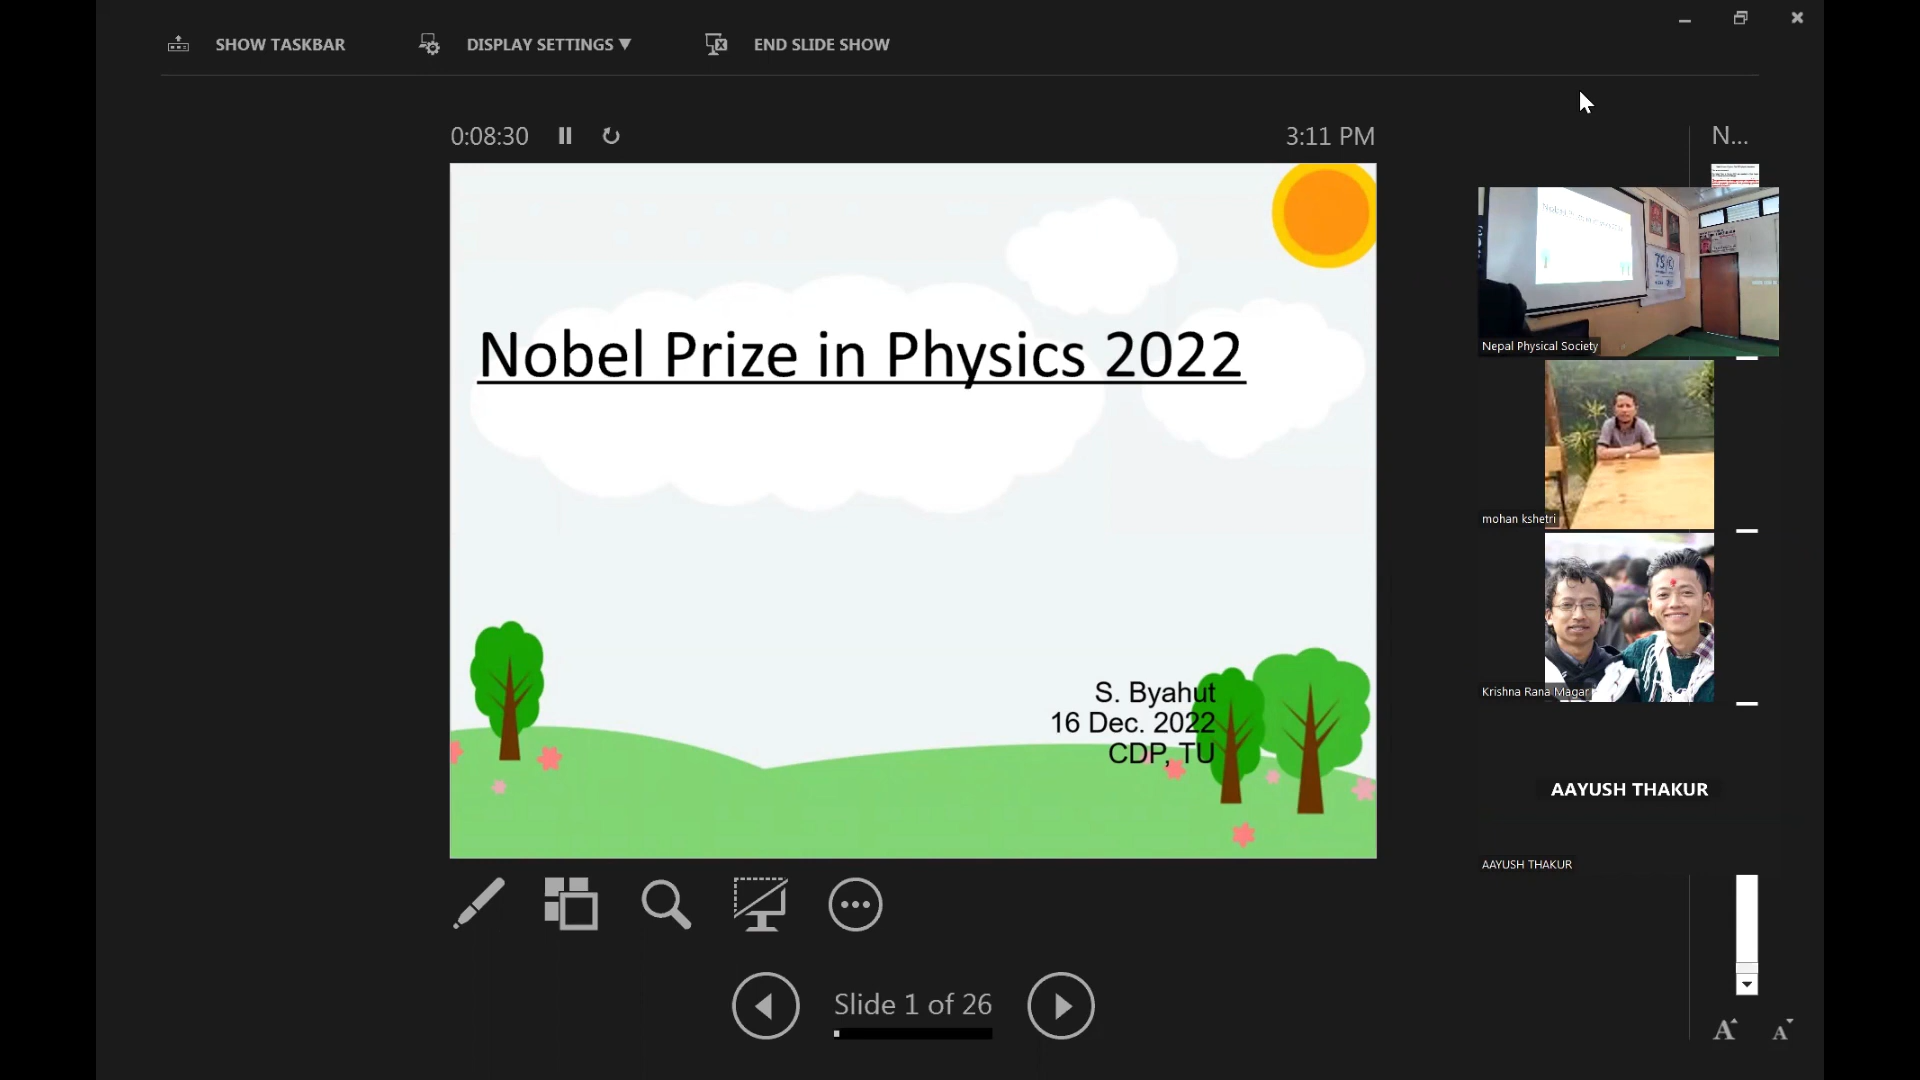 SHOW TASKBAR
DISPLAY SETTINGS ▼
END SLIDE SHOW
0:08:30
3:11 PM
N...
Nobel Prize in Physics 2022
S. Byahut
16 Dec. 2022
CDP, TU
Nepal Physical Society
mohan kshetri
Krishna Rana Magar
AAYUSH THAKUR
AAYUSH THAKUR
Slide 1 of 26
A
A